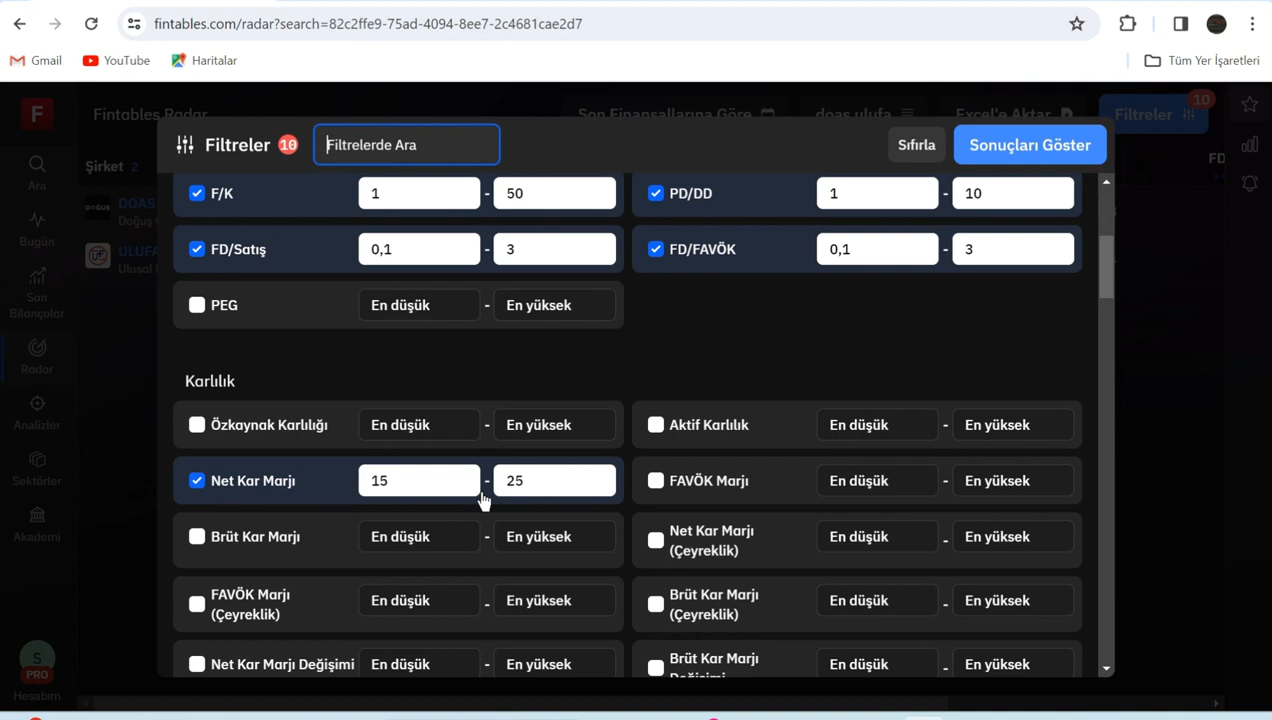 fintables.com/radar?search=82c2ffe9-75ad-4094-8ee7-2c4681cae2d7
Gmail
YouTube
Haritalar
Tüm Yer İşaretleri
F
Fintables Radar
Son Finansallarına Göre
doas ulufa
Excel'e Aktar
Filtreler
10
Filtreler 10
Filtrelerde Ara
Sıfırla
Sonuçları Göster
Ara
Bugün
Son
Bilançolar
Radar
Analizler
Sektörler
Akademi
S
PRO
Hesabım
Şirket 2
DOAS
Doğuş
ULUFA
Ulusal
FD
F/K 1 - 50
PD/DD 1 - 10
FD/Satış 0,1 - 3
FD/FAVÖK 0,1 - 3
PEG En düşük - En yüksek
Karlılık
Özkaynak Karlılığı En düşük - En yüksek
Aktif Karlılık En düşük - En yüksek
Net Kar Marjı 15 - 25
FAVÖK Marjı En düşük - En yüksek
Brüt Kar Marjı En düşük - En yüksek
Net Kar Marjı
(Çeyreklik) En düşük - En yüksek
FAVÖK Marjı
(Çeyreklik) En düşük - En yüksek
Brüt Kar Marjı
(Çeyreklik) En düşük - En yüksek
Net Kar Marjı Değişimi En düşük - En yüksek
Brüt Kar Marjı
Değişimi En düşük - En yüksek